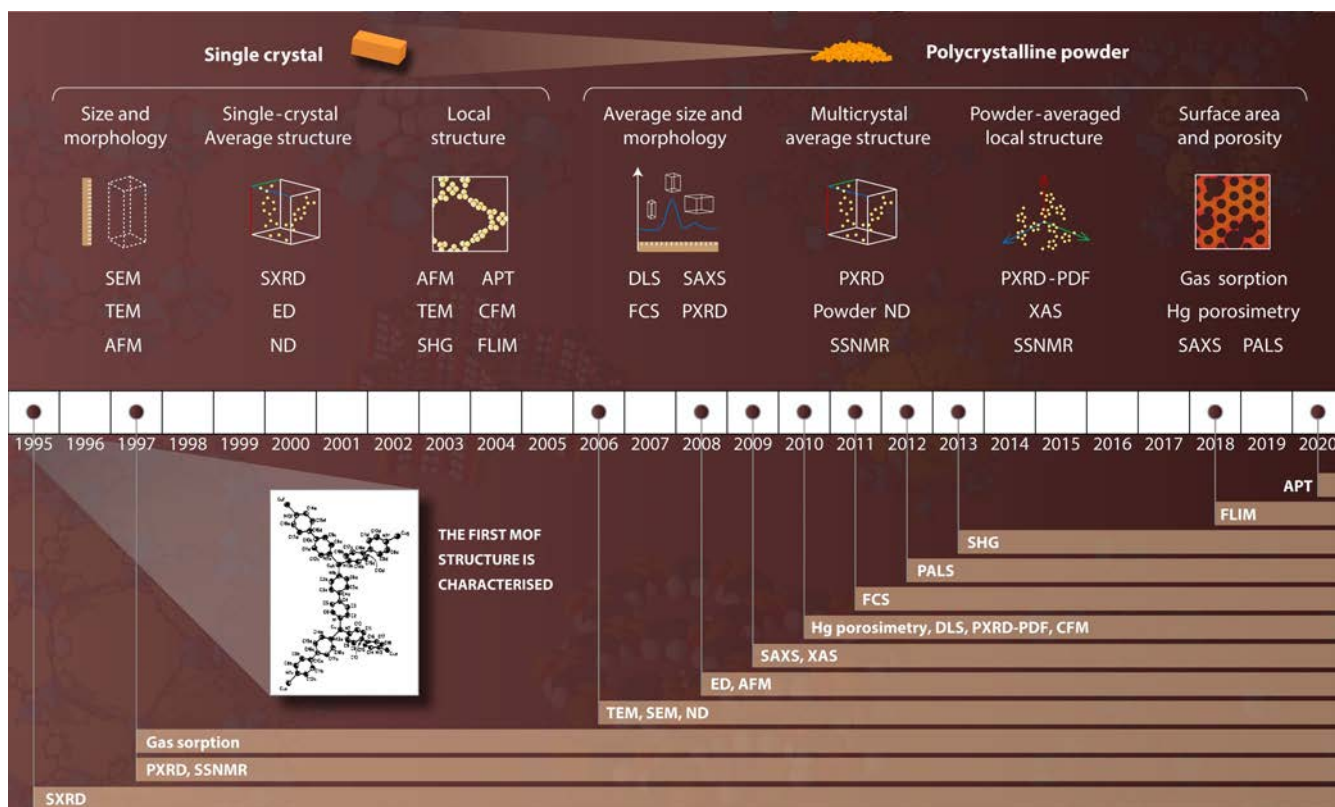 Single crystal
Polycrystalline powder
Size and
morphology
Single-crystal
Average structure
Local
structure
Average size and
morphology
Multicrystal
average structure
Powder-averaged
local structure
Surface area
and porosity
SEM
TEM
AFM
SXRD
ED
ND
AFM APT
TEM CFM
SHG FLIM
DLS SAXS
FCS PXRD
PXRD
Powder ND
SSNMR
PXRD-PDF
XAS
SSNMR
Gas sorption
Hg porosimetry
SAXS PALS
1995 1996 1997 1998 1999 2000 2001 2002 2003 2004 2005 2006 2007 2008 2009 2010 2011 2012 2013 2014 2015 2016 2017 2018 2019 2020
THE FIRST MOF
STRUCTURE IS
CHARACTERISED
APT
FLIM
SHG
PALS
FCS
Hg porosimetry, DLS, PXRD-PDF, CFM
SAXS, XAS
ED, AFM
TEM, SEM, ND
Gas sorption
PXRD, SSNMR
SXRD